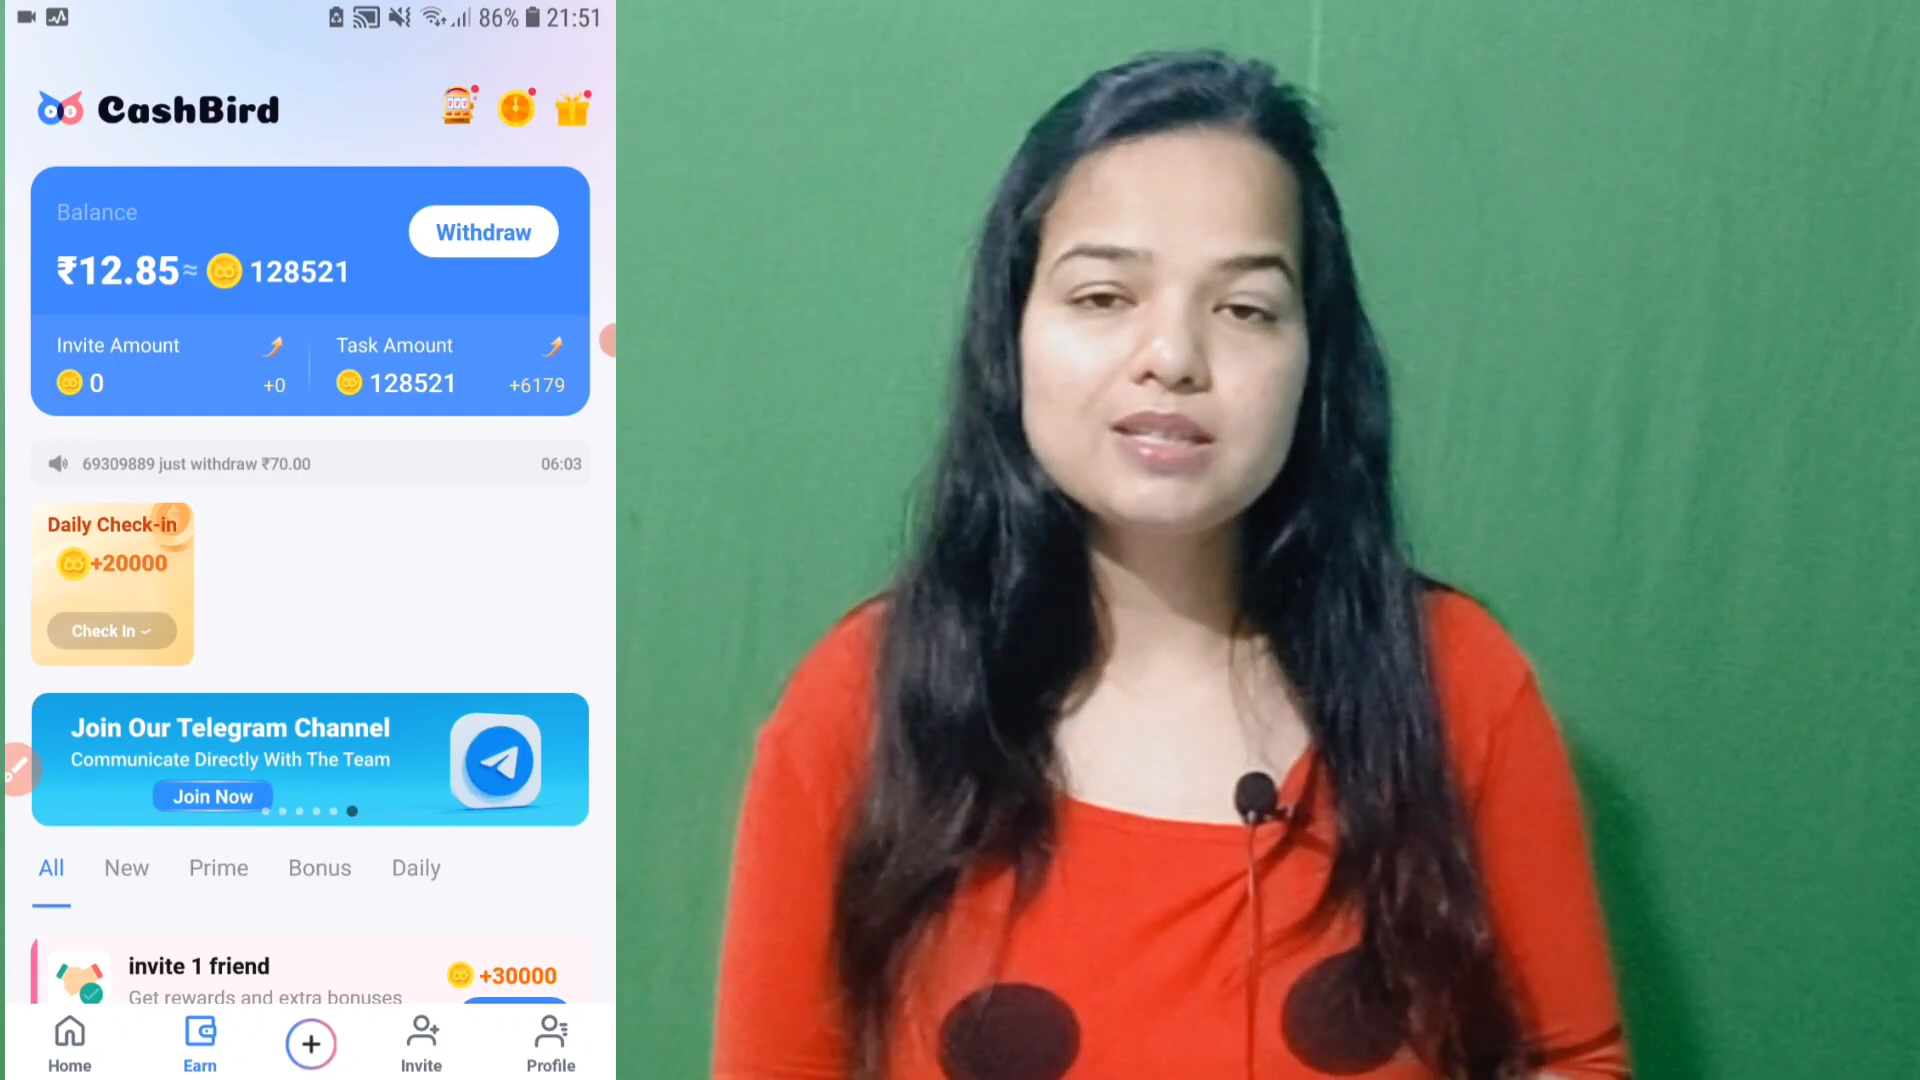 86% 21:51
CashBird
Balance
Withdraw
₹12.85≈ 128521
Invite Amount
Task Amount
0
+0
128521
+6179
69309889 just withdraw ₹70.00
06:03
Daily Check-in
+20000
Check In
Join Our Telegram Channel
Communicate Directly With The Team
Join Now
All New Prime Bonus Daily
invite 1 friend
+30000
Get rewards and extra bonuses
Home Earn + Invite Profile